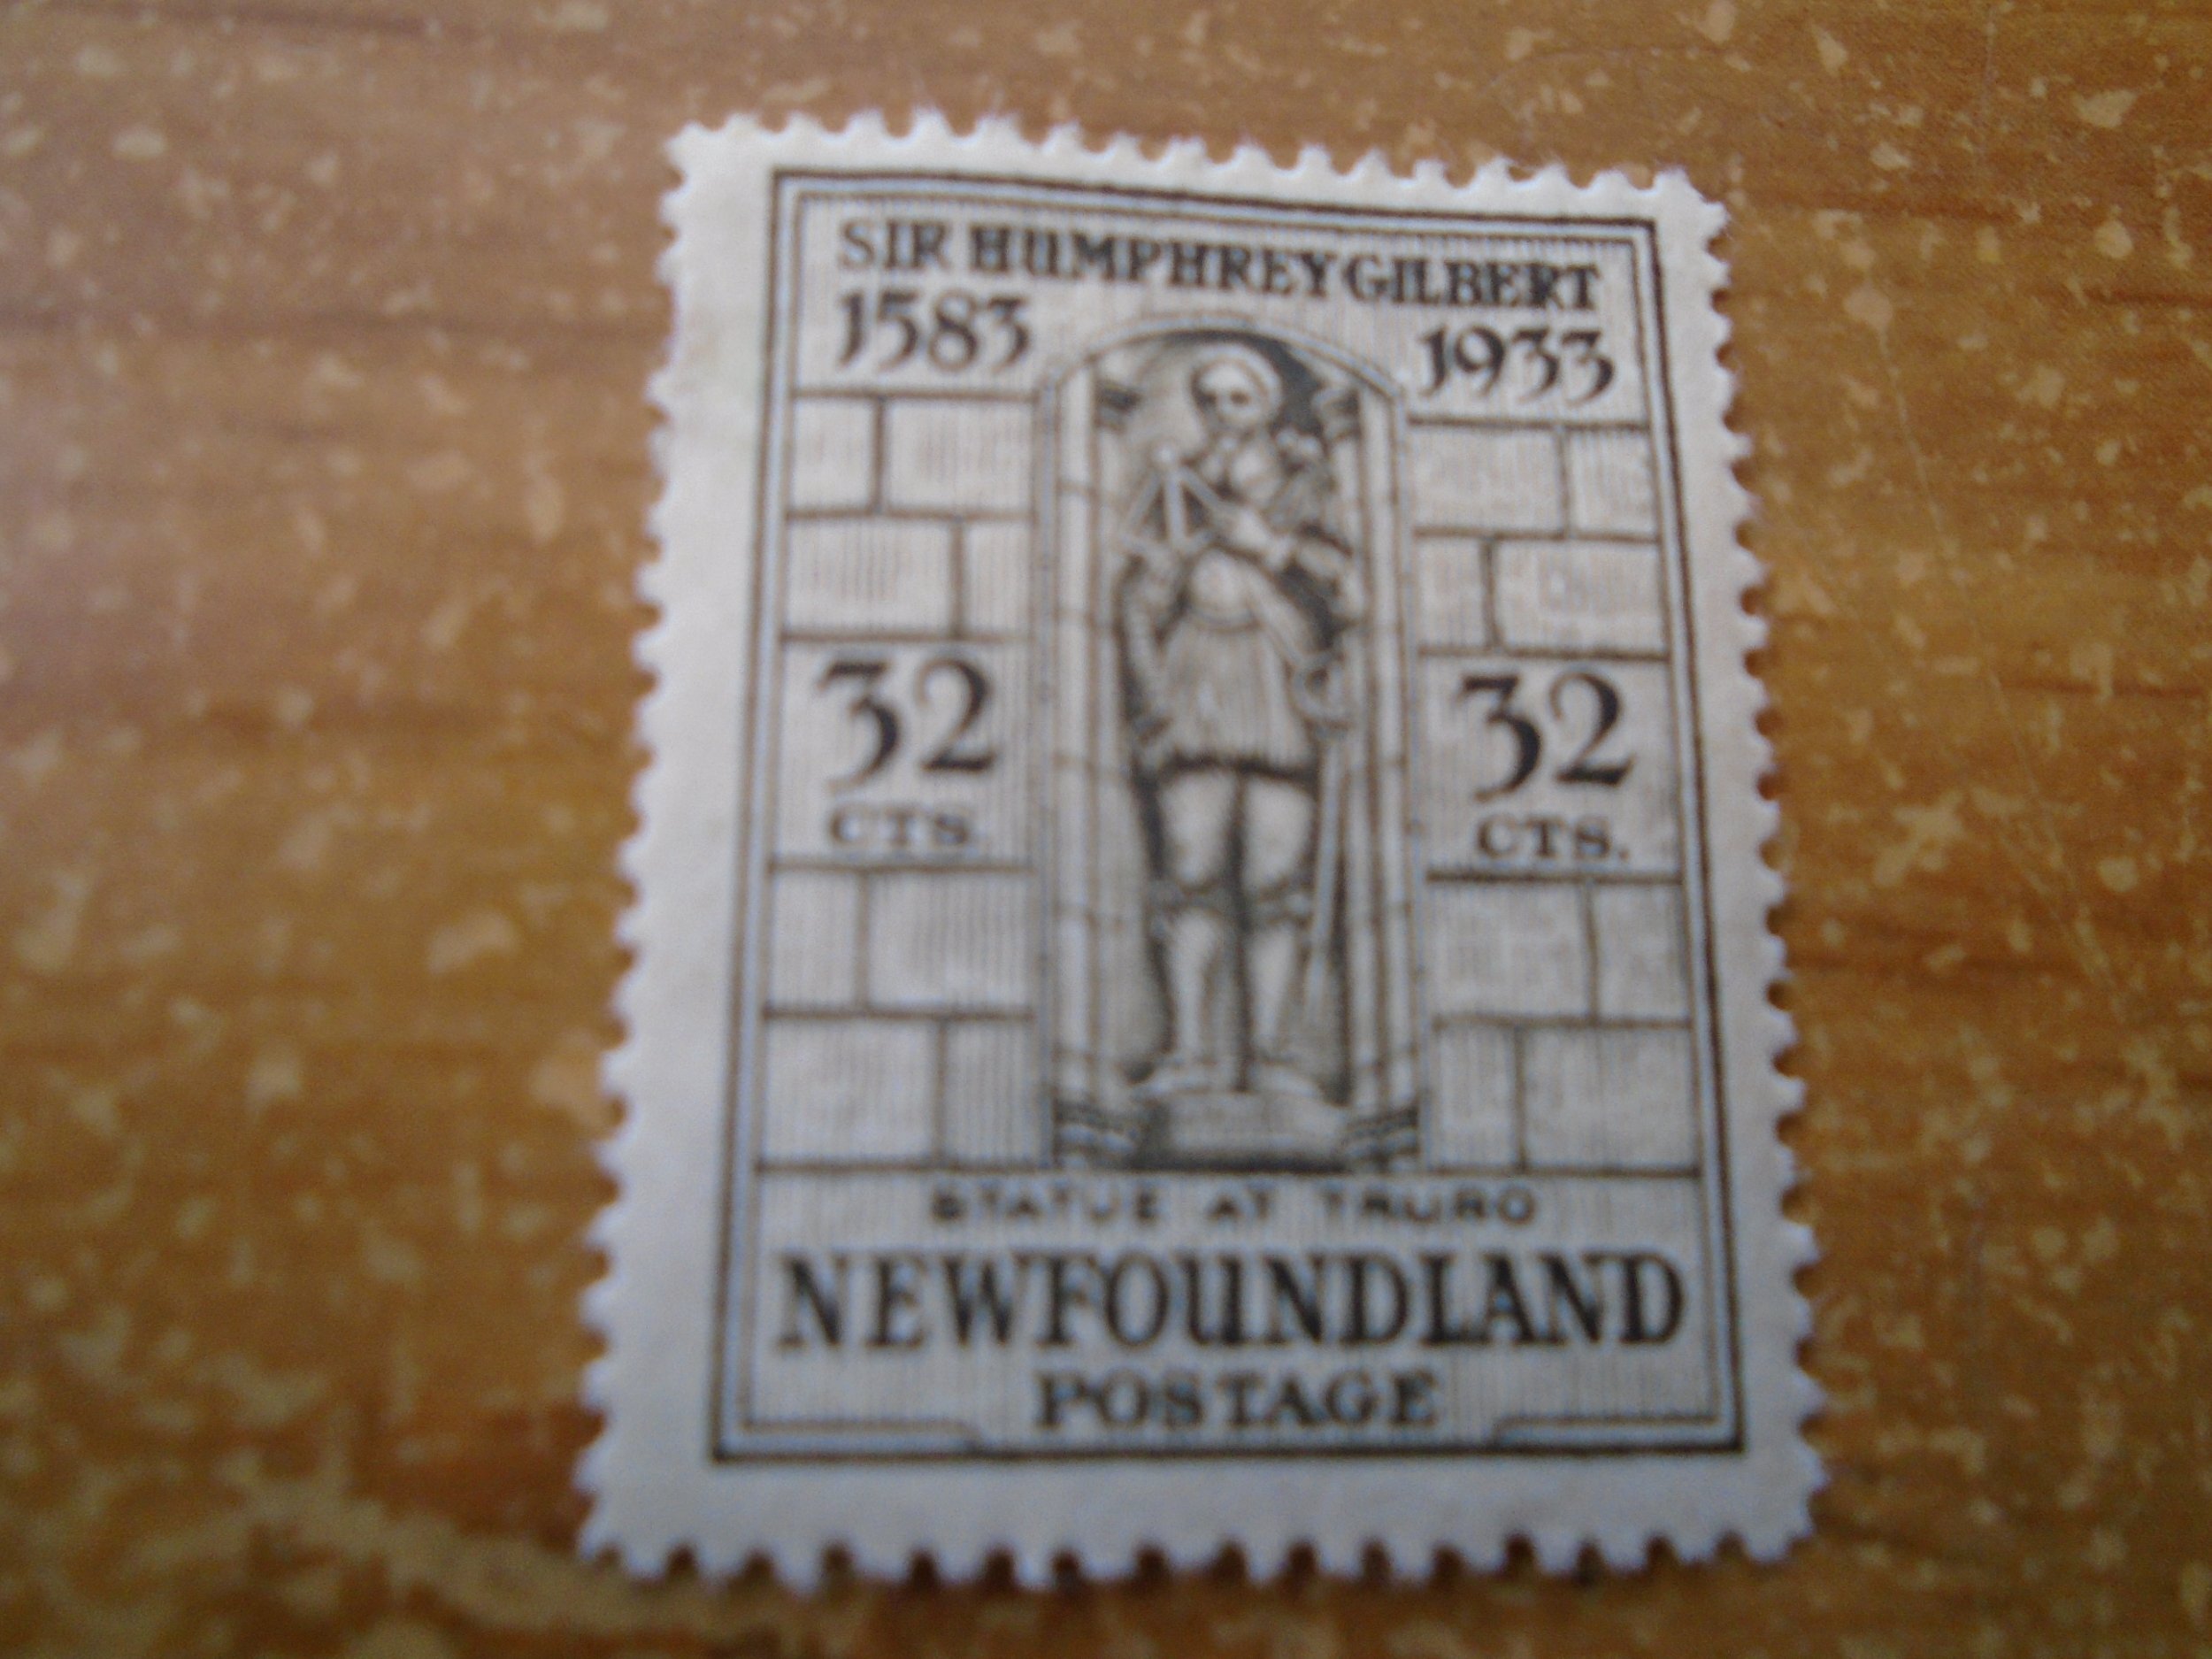 SIR HUMPHREY GILBERT
1583 1933
32 32
CTS. CTS.
STATUE AT TRURO
NEWFOUNDLAND
POSTAGE